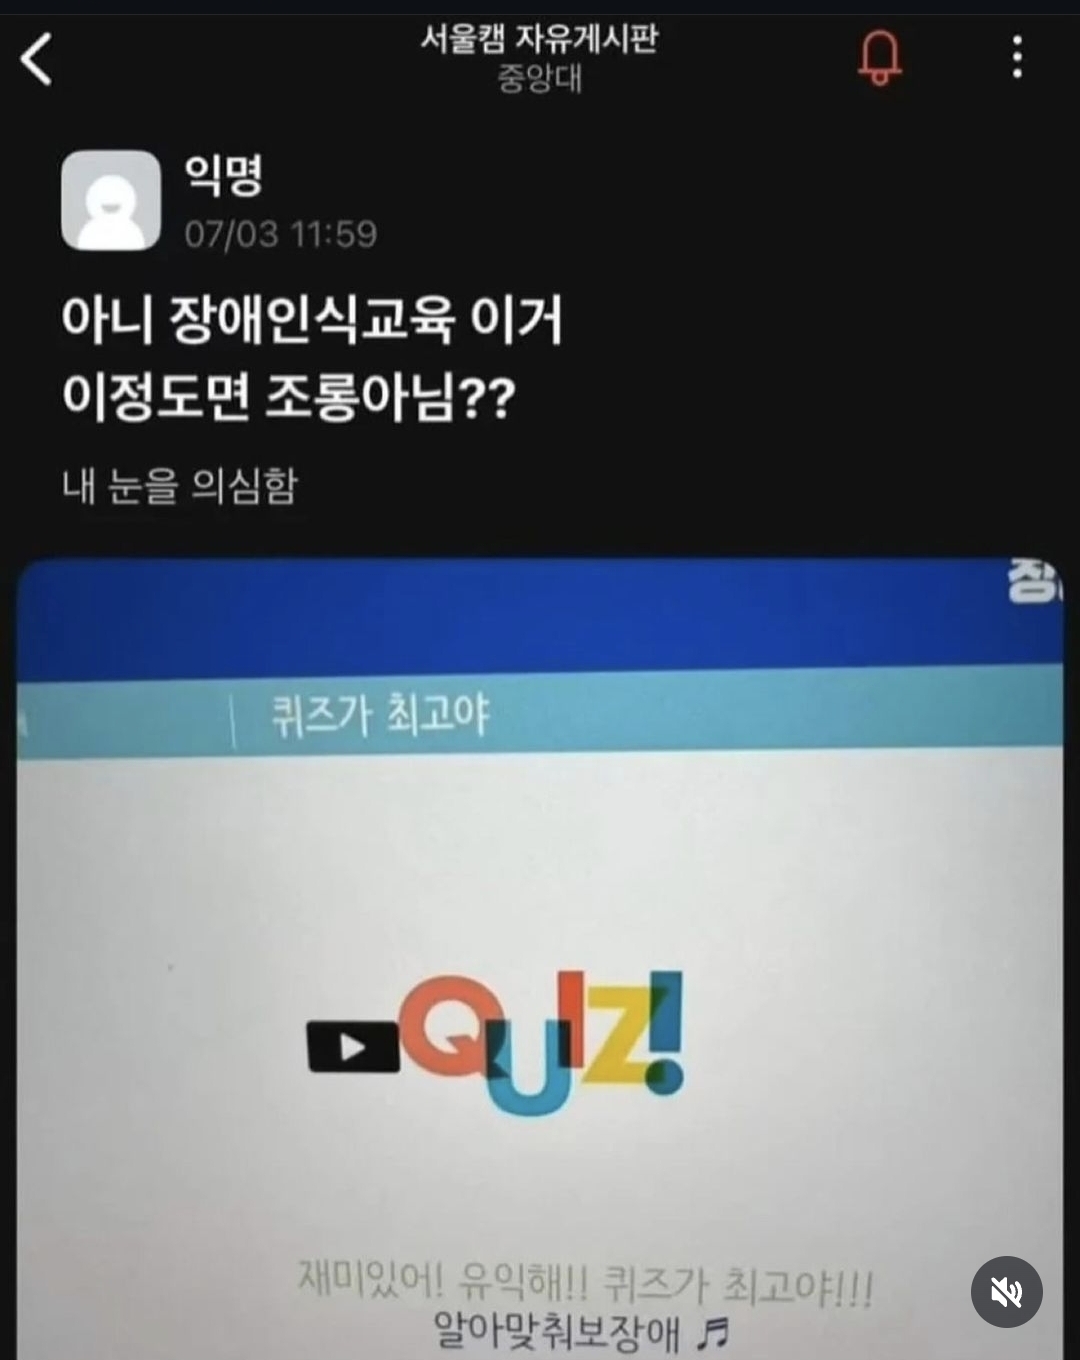 서울캠 자유게시판
중앙대
익명
07/03 11:59
아니 장애인식교육 이거
이정도면 조롱아님??
내 눈을 의심함
퀴즈가 최고야
QUIZ!
재미있어! 유익해!! 퀴즈가 최고야!!!
알아맞춰보장애 ♬